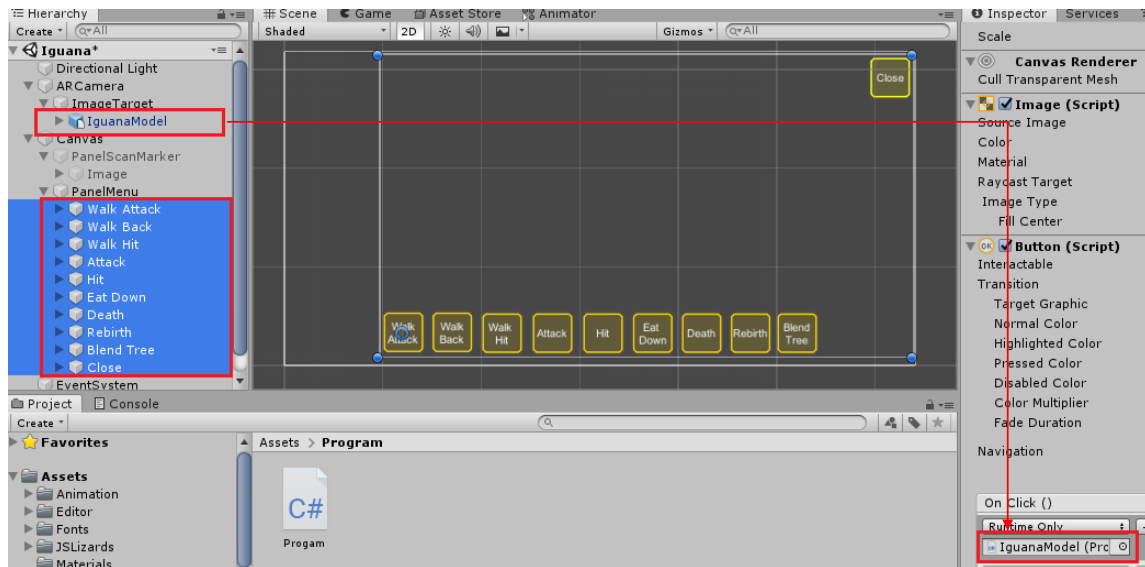 Hierarchy
Create
All
Iguana*
Directional Light
ARCamera
ImageTarget
IguanaModel
Canvas
PanelScanMarker
Image
PanelMenu
Walk Attack
Walk Back
Walk Hit
Attack
Hit
Eat Down
Death
Rebirth
Blend Tree
Close
EventSystem
Scene
Game
Asset Store
Animator
Shaded
2D
Gizmos
All
Close
Walk
Attack
Walk
Back
Walk
Hit
Attack
Hit
Eat
Down
Death
Rebirth
Blend
Tree
Project
Console
Create
Favorites
Assets
Animation
Editor
Fonts
JSLizards
Materials
Assets > Program
C#
Progam
Inspector
Services
Scale
Canvas Renderer
Cull Transparent Mesh
Image (Script)
Source Image
Color
Material
Raycast Target
Image Type
Fill Center
OK
Button (Script)
Interactable
Transition
Target Graphic
Normal Color
Highlighted Color
Pressed Color
Disabled Color
Color Multiplier
Fade Duration
Navigation
On Click ()
Runtime Only
IguanaModel (Prc